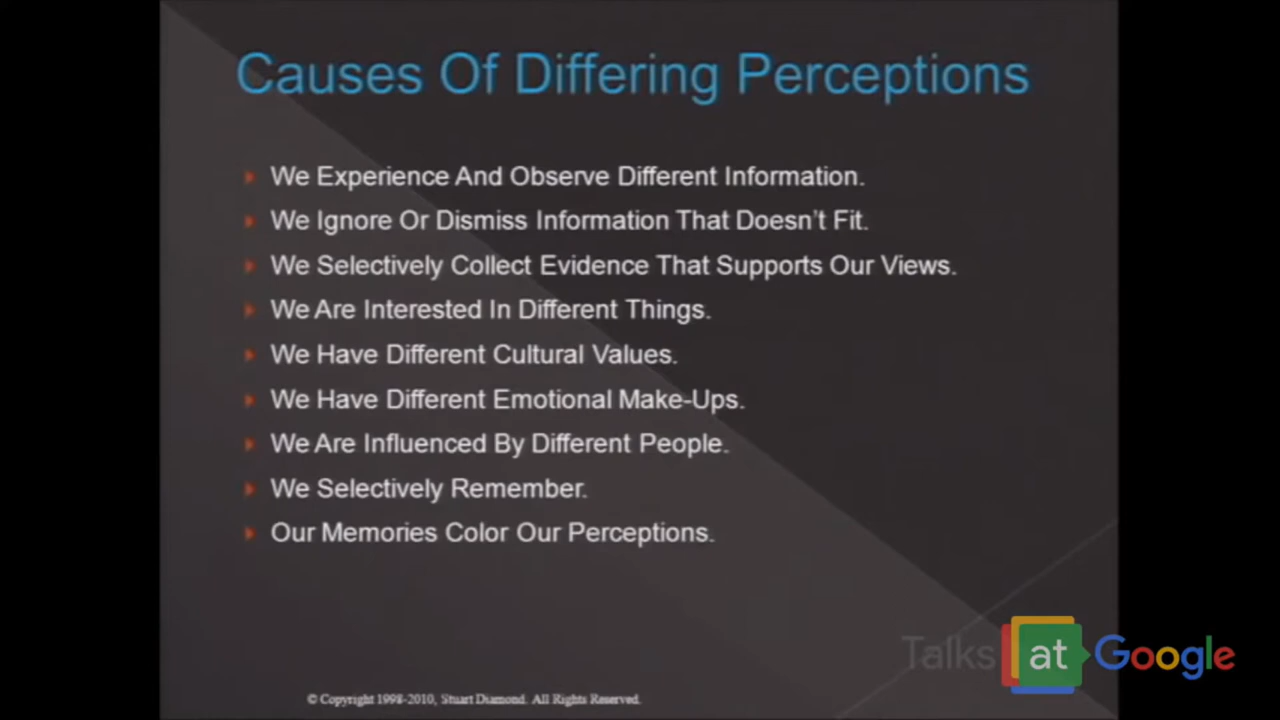 Causes Of Differing Perceptions
We Experience And Observe Different Information.
We Ignore Or Dismiss Information That Doesn't Fit.
We Selectively Collect Evidence That Supports Our Views.
We Are Interested In Different Things.
We Have Different Cultural Values.
We Have Different Emotional Make-Ups.
We Are Influenced By Different People.
We Selectively Remember.
Our Memories Color Our Perceptions.
Talks at Google
© Copyright 1998-2010, Stuart Diamond. All Rights Reserved.